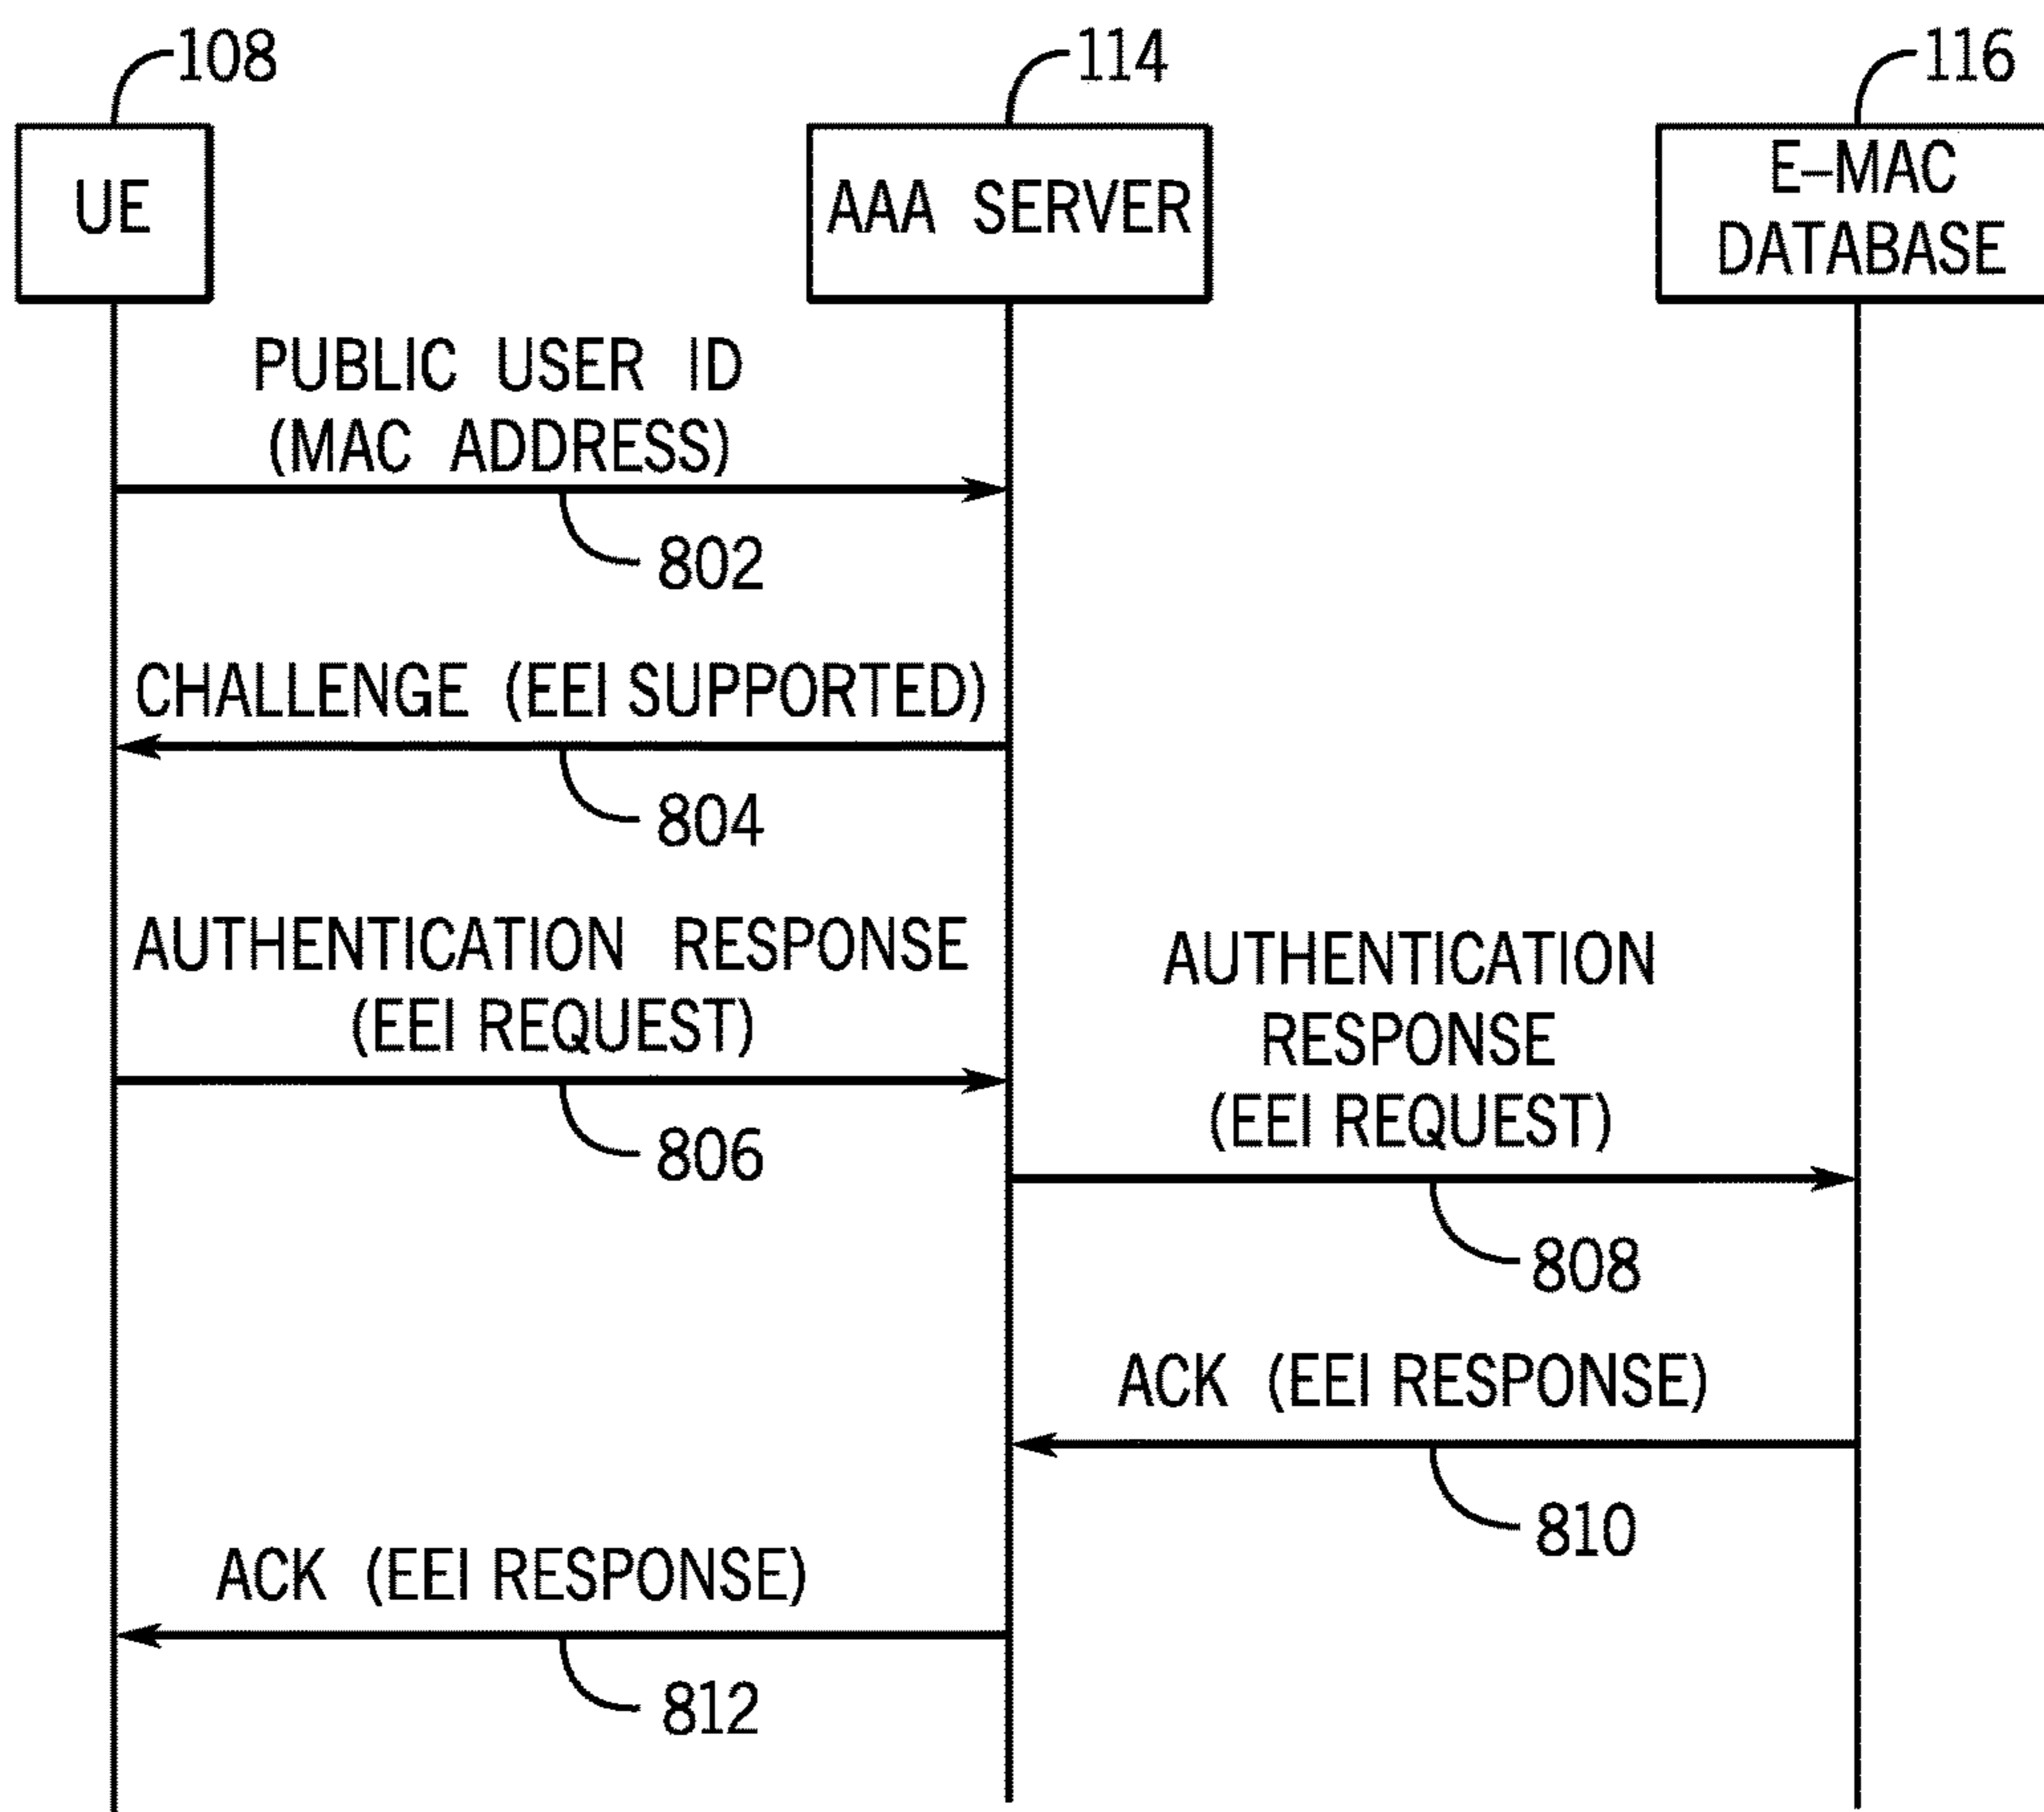 108
114
116
UE
AAA SERVER
E-MAC
DATABASE
PUBLIC USER ID
(MAC ADDRESS)
802
CHALLENGE (EEI SUPPORTED)
804
AUTHENTICATION RESPONSE
(EEI REQUEST)
806
AUTHENTICATION
RESPONSE
(EEI REQUEST)
808
ACK (EEI RESPONSE)
810
ACK (EEI RESPONSE)
812